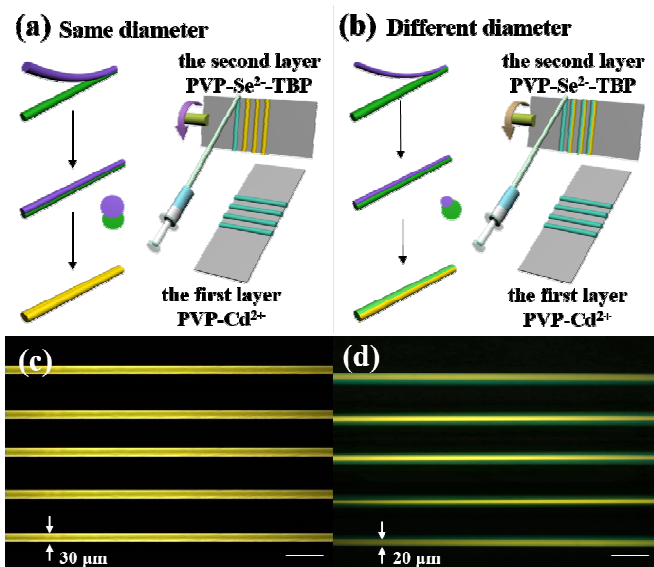 (a) Same diameter
the second layer
PVP-Se²⁻-TBP
the first layer
PVP-Cd²⁺
(b) Different diameter
the second layer
PVP-Se²⁻-TBP
the first layer
PVP-Cd²⁺
(c)
30 µm
(d)
20 µm